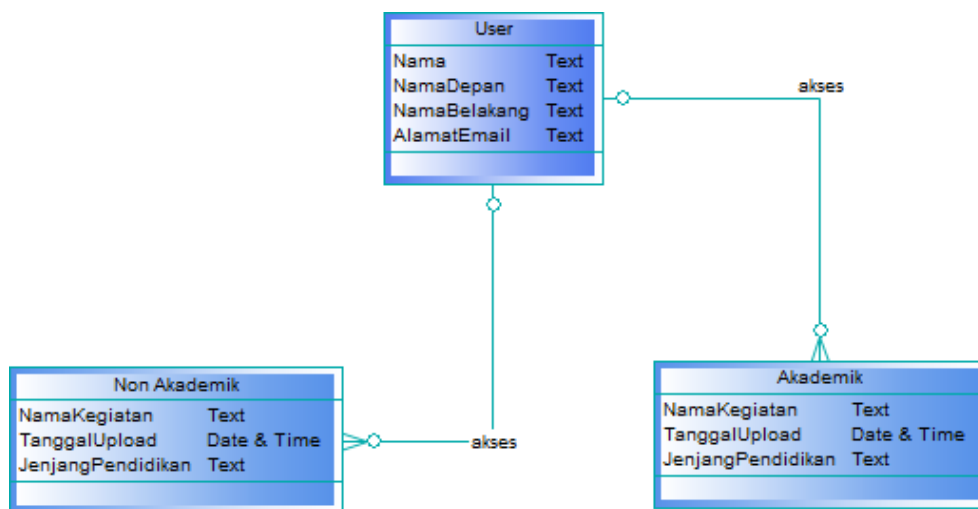 User
Nama Text
NamaDepan Text
NamaBelakang Text
AlamatEmail Text
akses
Non Akademik
NamaKegiatan Text
TanggalUpload Date & Time
JenjangPendidikan Text
akses
Akademik
NamaKegiatan Text
TanggalUpload Date & Time
JenjangPendidikan Text